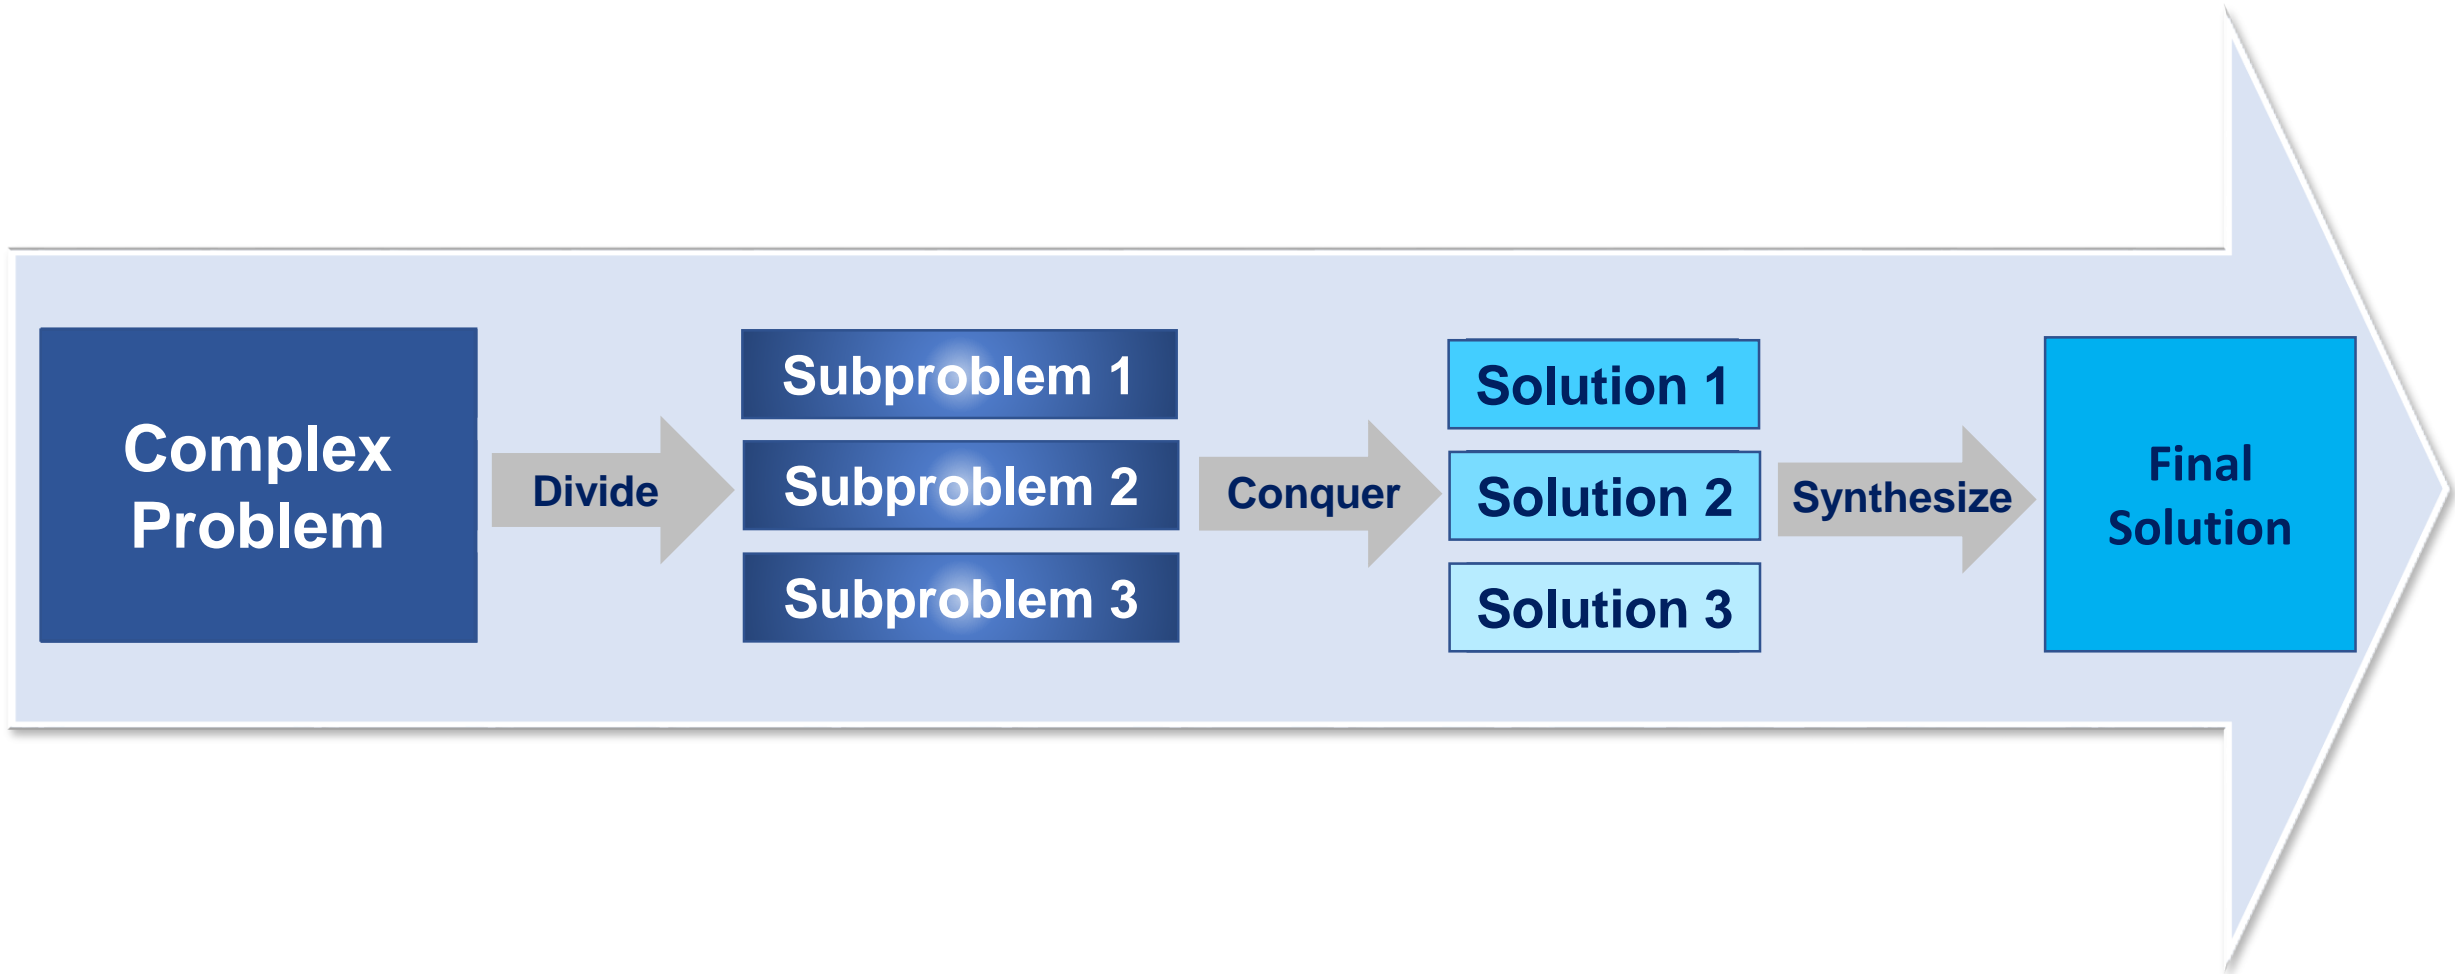 Complex
Problem
Divide
Subproblem 1
Subproblem 2
Subproblem 3
Conquer
Solution 1
Solution 2
Solution 3
Synthesize
Final
Solution